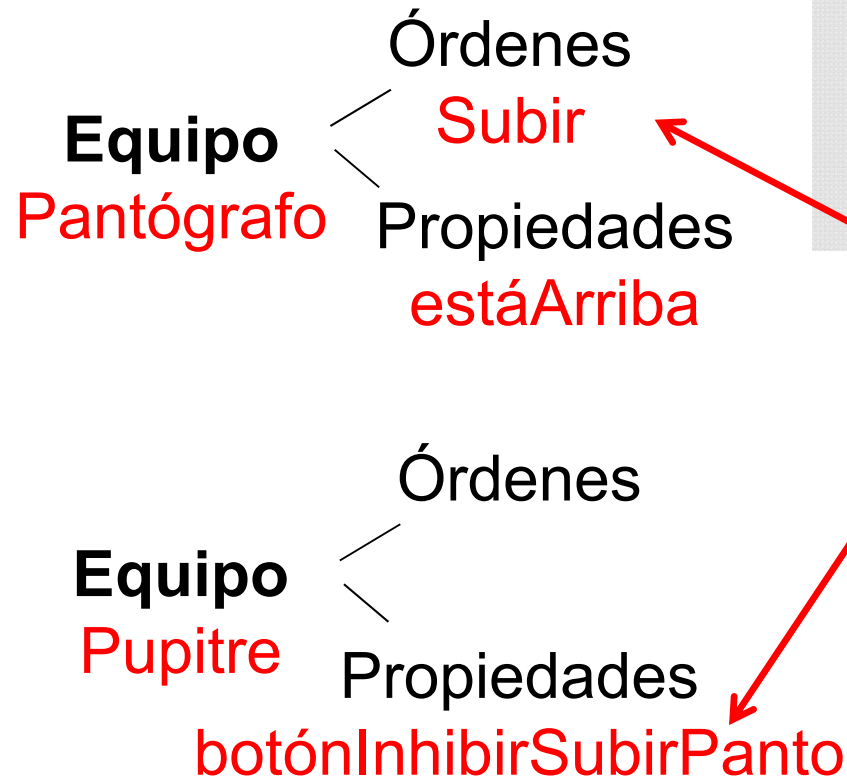 Órdenes
Subir
Equipo
Pantógrafo
Propiedades
estáArriba
Órdenes
Equipo
Pupitre
Propiedades
botónInhibirSubirPanto